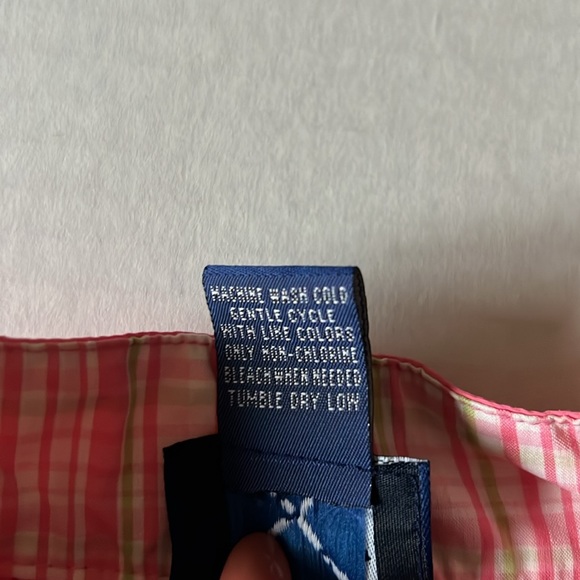 MACHINE WASH COLD
GENTLE CYCLE
WITH LIKE COLORS
ONLY NON-CHLORINE
BLEACH WHEN NEEDED
TUMBLE DRY LOW